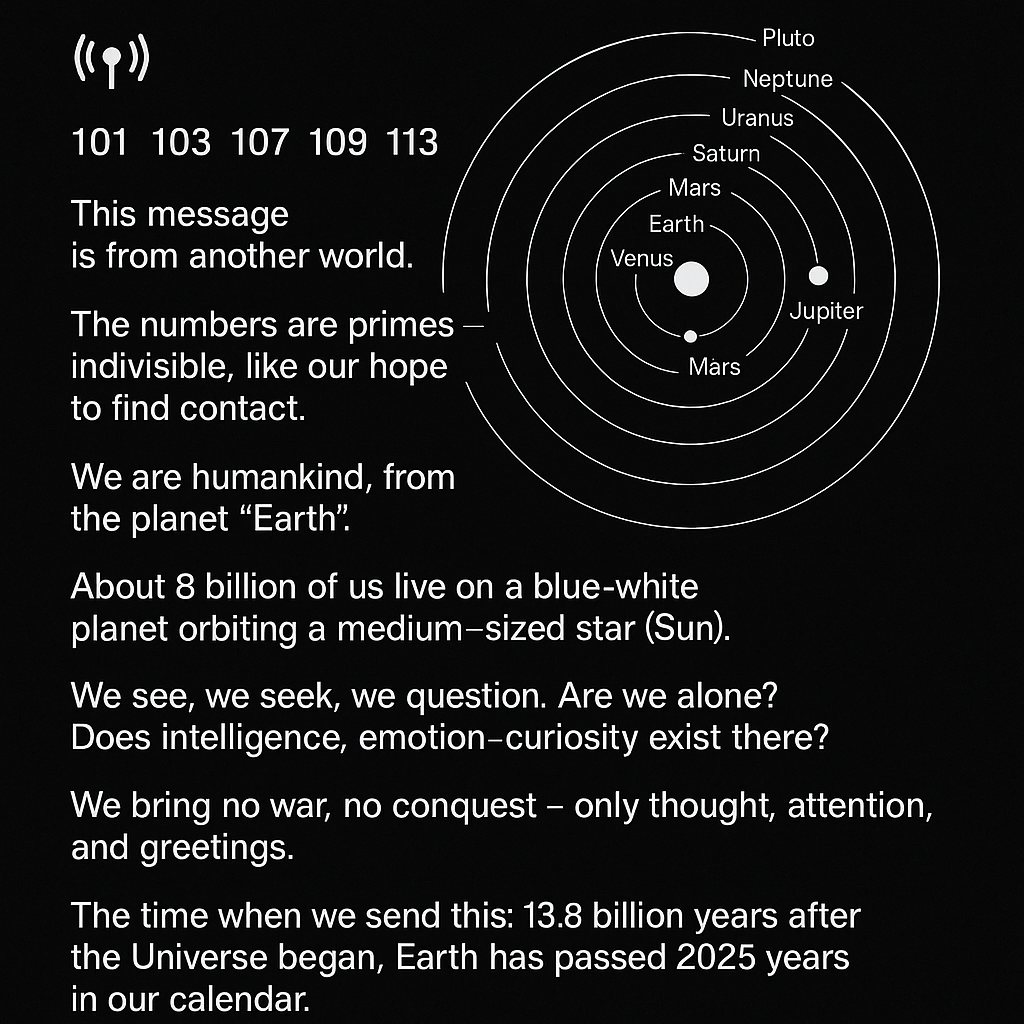 101 103 107 109 113
This message
is from another world.
The numbers are primes –
indivisible, like our hope
to find contact.
We are humankind, from
the planet “Earth”.
Pluto
Neptune
Uranus
Saturn
Mars
Earth
Venus
Jupiter
Mars
About 8 billion of us live on a blue-white
planet orbiting a medium–sized star (Sun).
We see, we seek, we question. Are we alone?
Does intelligence, emotion–curiosity exist there?
We bring no war, no conquest – only thought, attention,
and greetings.
The time when we send this: 13.8 billion years after
the Universe began, Earth has passed 2025 years
in our calendar.